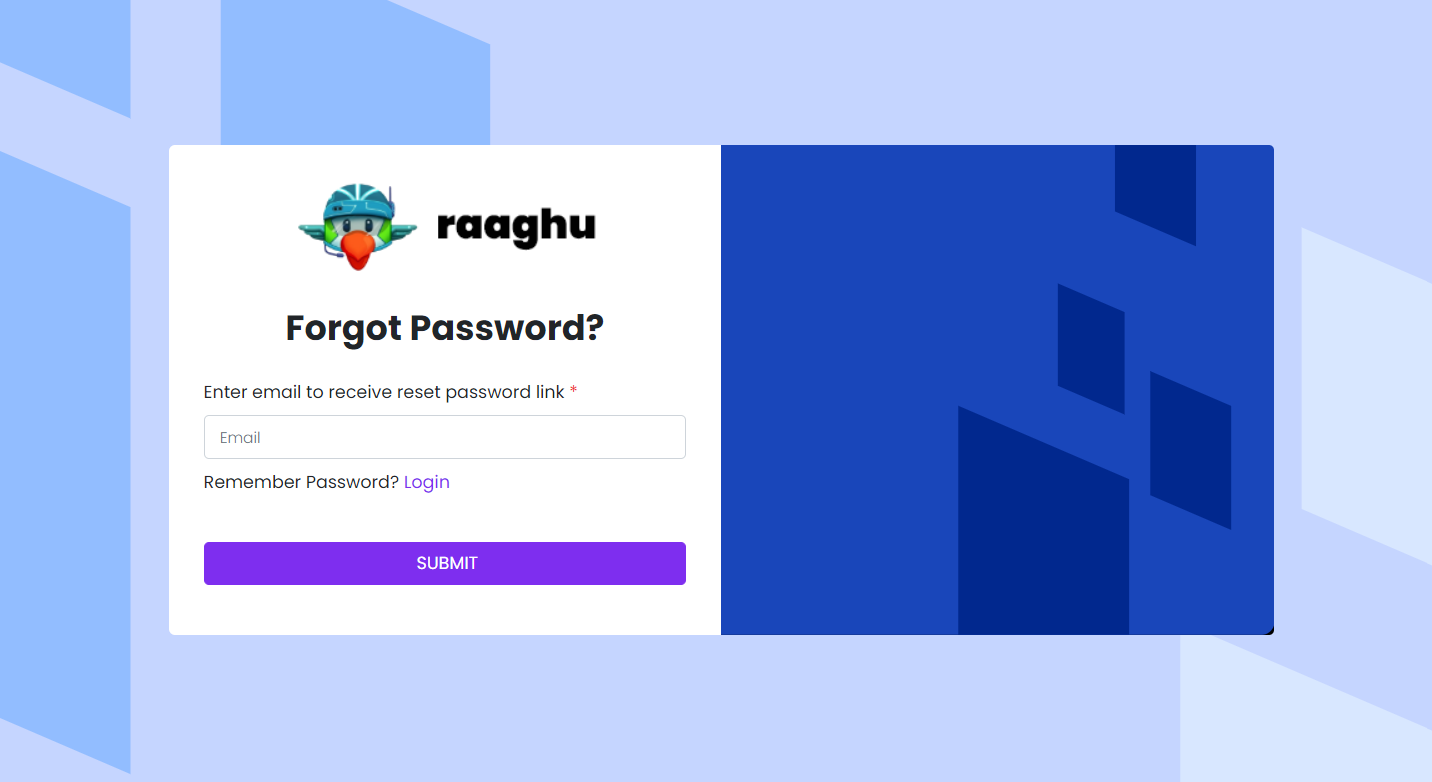 raaghu
Forgot Password?
Enter email to receive reset password link *
Email
Remember Password? Login
SUBMIT